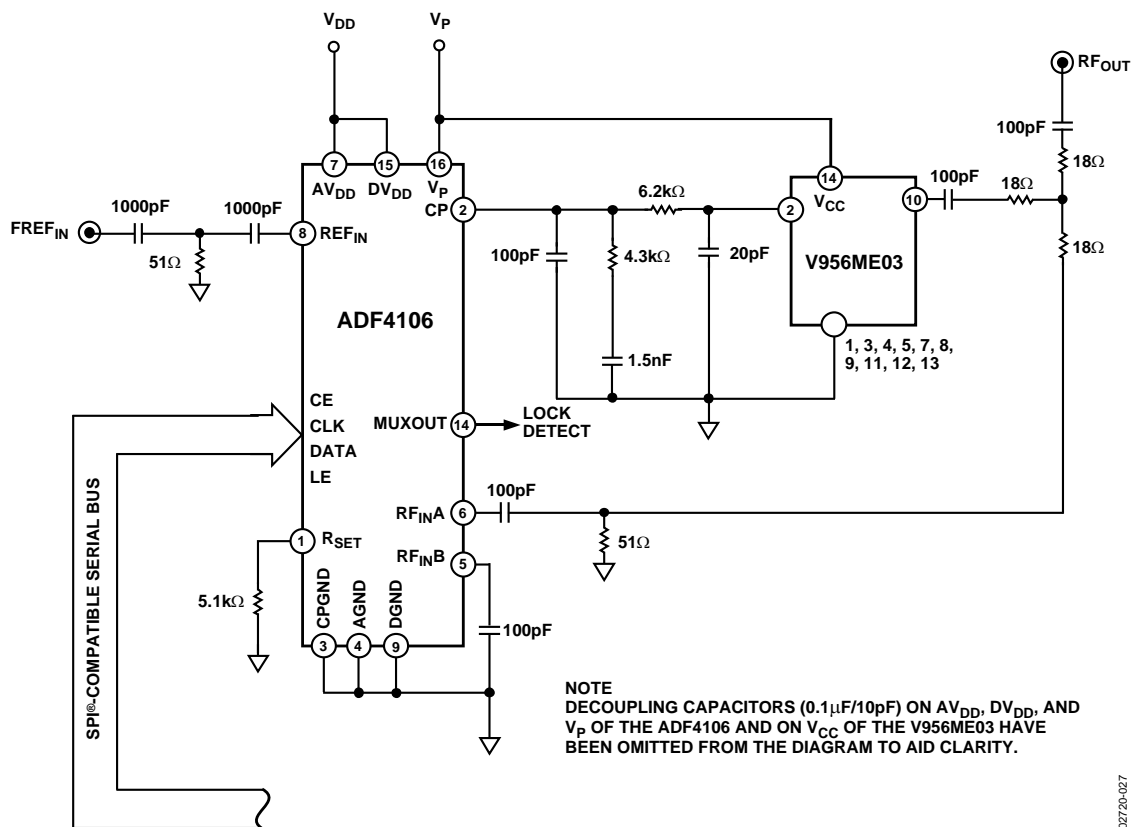 V_DD
V_P
RF_OUT
100pF
18Ω
7
15
16
AV_DD
DV_DD
V_P
14
V_CC
100pF
18Ω
10
1000pF
1000pF
CP
2
6.2kΩ
2
FREF_IN
8
REF_IN
18Ω
51Ω
100pF
4.3kΩ
20pF
V956ME03
ADF4106
1.5nF
1, 3, 4, 5, 7, 8,
9, 11, 12, 13
CE
CLK
DATA
LE
MUXOUT
14
LOCK
DETECT
SPI®-COMPATIBLE SERIAL BUS
100pF
RF_INA
6
51Ω
1
R_SET
RF_INB
5
5.1kΩ
CPGND
AGND
DGND
100pF
3
4
9
NOTE
DECOUPLING CAPACITORS (0.1μF/10pF) ON AV_DD, DV_DD, AND
V_P OF THE ADF4106 AND ON V_CC OF THE V956ME03 HAVE
BEEN OMITTED FROM THE DIAGRAM TO AID CLARITY.
02720-027